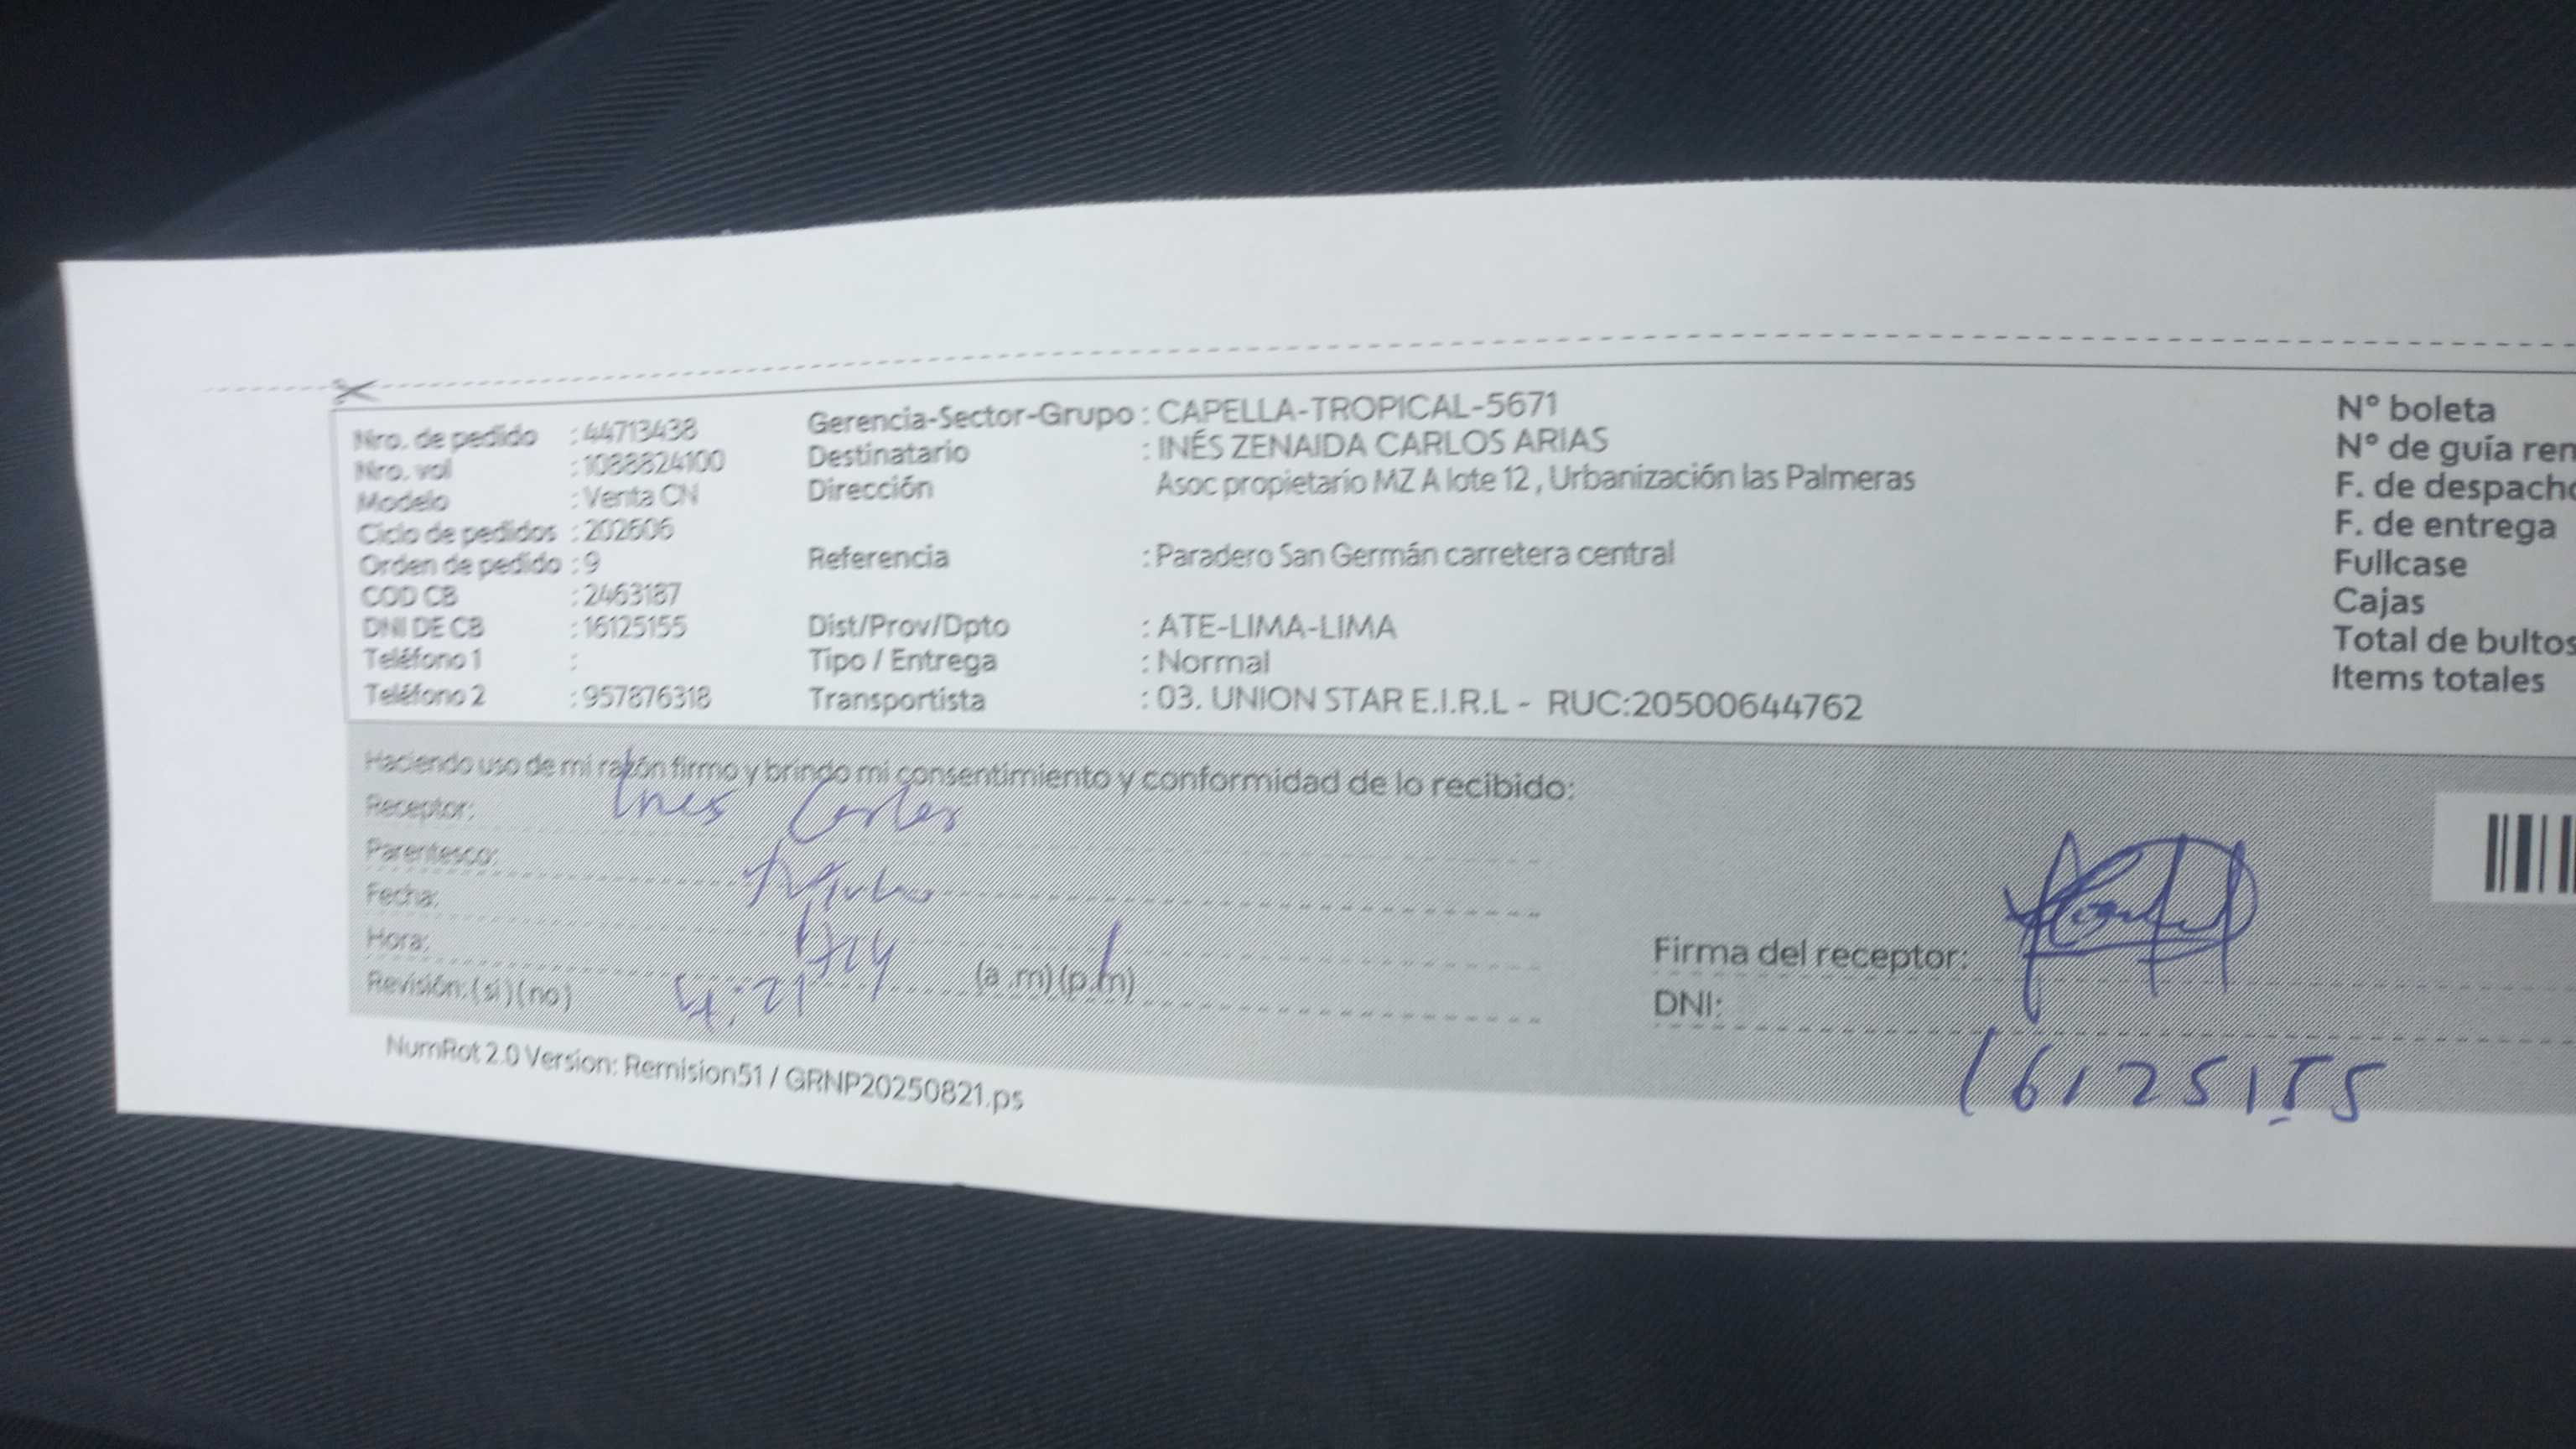 Nro. de pedido : 44713438
Nro. vol : 1088824100
Modelo : Venta CN
Ciclo de pedidos : 202606
Orden de pedido : 9
COD CB : 2463187
DNI DE CB : 16125155
Teléfono 1 :
Teléfono 2 : 957876318
Gerencia-Sector-Grupo : CAPELLA-TROPICAL-5671
Destinatario : INÉS ZENAIDA CARLOS ARIAS
Dirección Asoc propietario MZ A lote 12 , Urbanización las Palmeras
Referencia : Paradero San Germán carretera central
Dist/Prov/Dpto : ATE-LIMA-LIMA
Tipo / Entrega : Normal
Transportista : 03. UNION STAR E.I.R.L - RUC:20500644762
N° boleta
N° de guía rem
F. de despacho
F. de entrega
Fullcase
Cajas
Total de bultos
Items totales
Haciendo uso de mi razón firmo y brindo mi consentimiento y conformidad de lo recibido:
Receptor: Ines Carlos
Parentesco:
Fecha:
Hora: 4:21 (a .m) (p.m)
Revisión: (si) (no)
Firma del receptor:
DNI: 16125155
NumRot 2.0 Version: Remision51 / GRNP20250821.ps